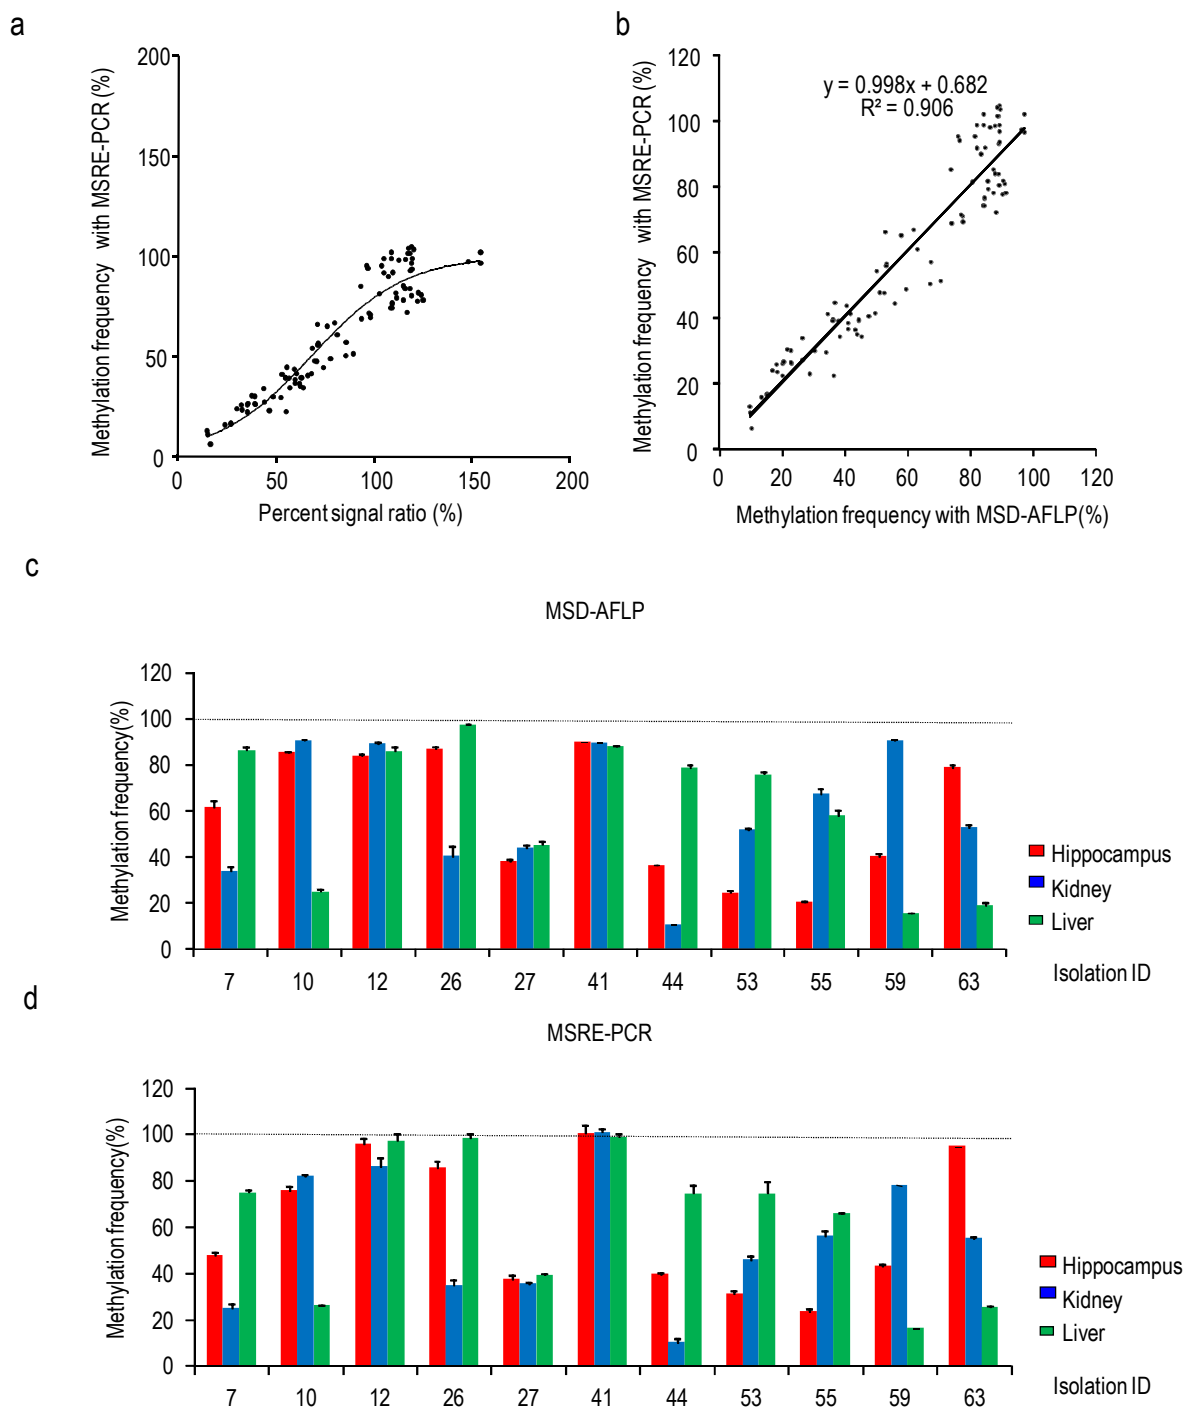 a
200
150
100
50
0
Methylation frequency with MSRE-PCR (%)
0 50 100 150 200
Percent signal ratio (%)
b
120
100
80
60
40
20
0
Methylation frequency with MSRE-PCR (%)
y = 0.998x + 0.682
R² = 0.906
0 20 40 60 80 100 120
Methylation frequency with MSD-AFLP(%)
c
MSD-AFLP
120
100
80
60
40
20
0
Methylation frequency(%)
7 10 12 26 27 41 44 53 55 59 63
Isolation ID
Hippocampus
Kidney
Liver
d
MSRE-PCR
120
100
80
60
40
20
0
Methylation frequency(%)
7 10 12 26 27 41 44 53 55 59 63
Isolation ID
Hippocampus
Kidney
Liver